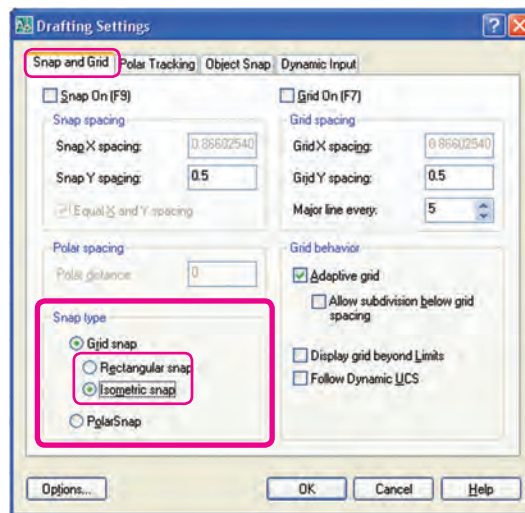 Drafting Settings
Snap and Grid Polar Tracking Object Snap Dynamic Input
Snap On (F9)
Snap spacing
Snap X spacing: 0.86602540
Snap Y spacing: 0.5
Equal X and Y spacing
Polar spacing
Polar distance: 0
Snap type
Grid snap
Rectangular snap
Isometric snap
PolarSnap
Grid On (F7)
Grid spacing
Grid X spacing: 0.86602540
Grid Y spacing: 0.5
Major line every: 5
Grid behavior
Adaptive grid
Allow subdivision below grid
spacing
Display grid beyond Limits
Follow Dynamic UCS
Options... OK Cancel Help